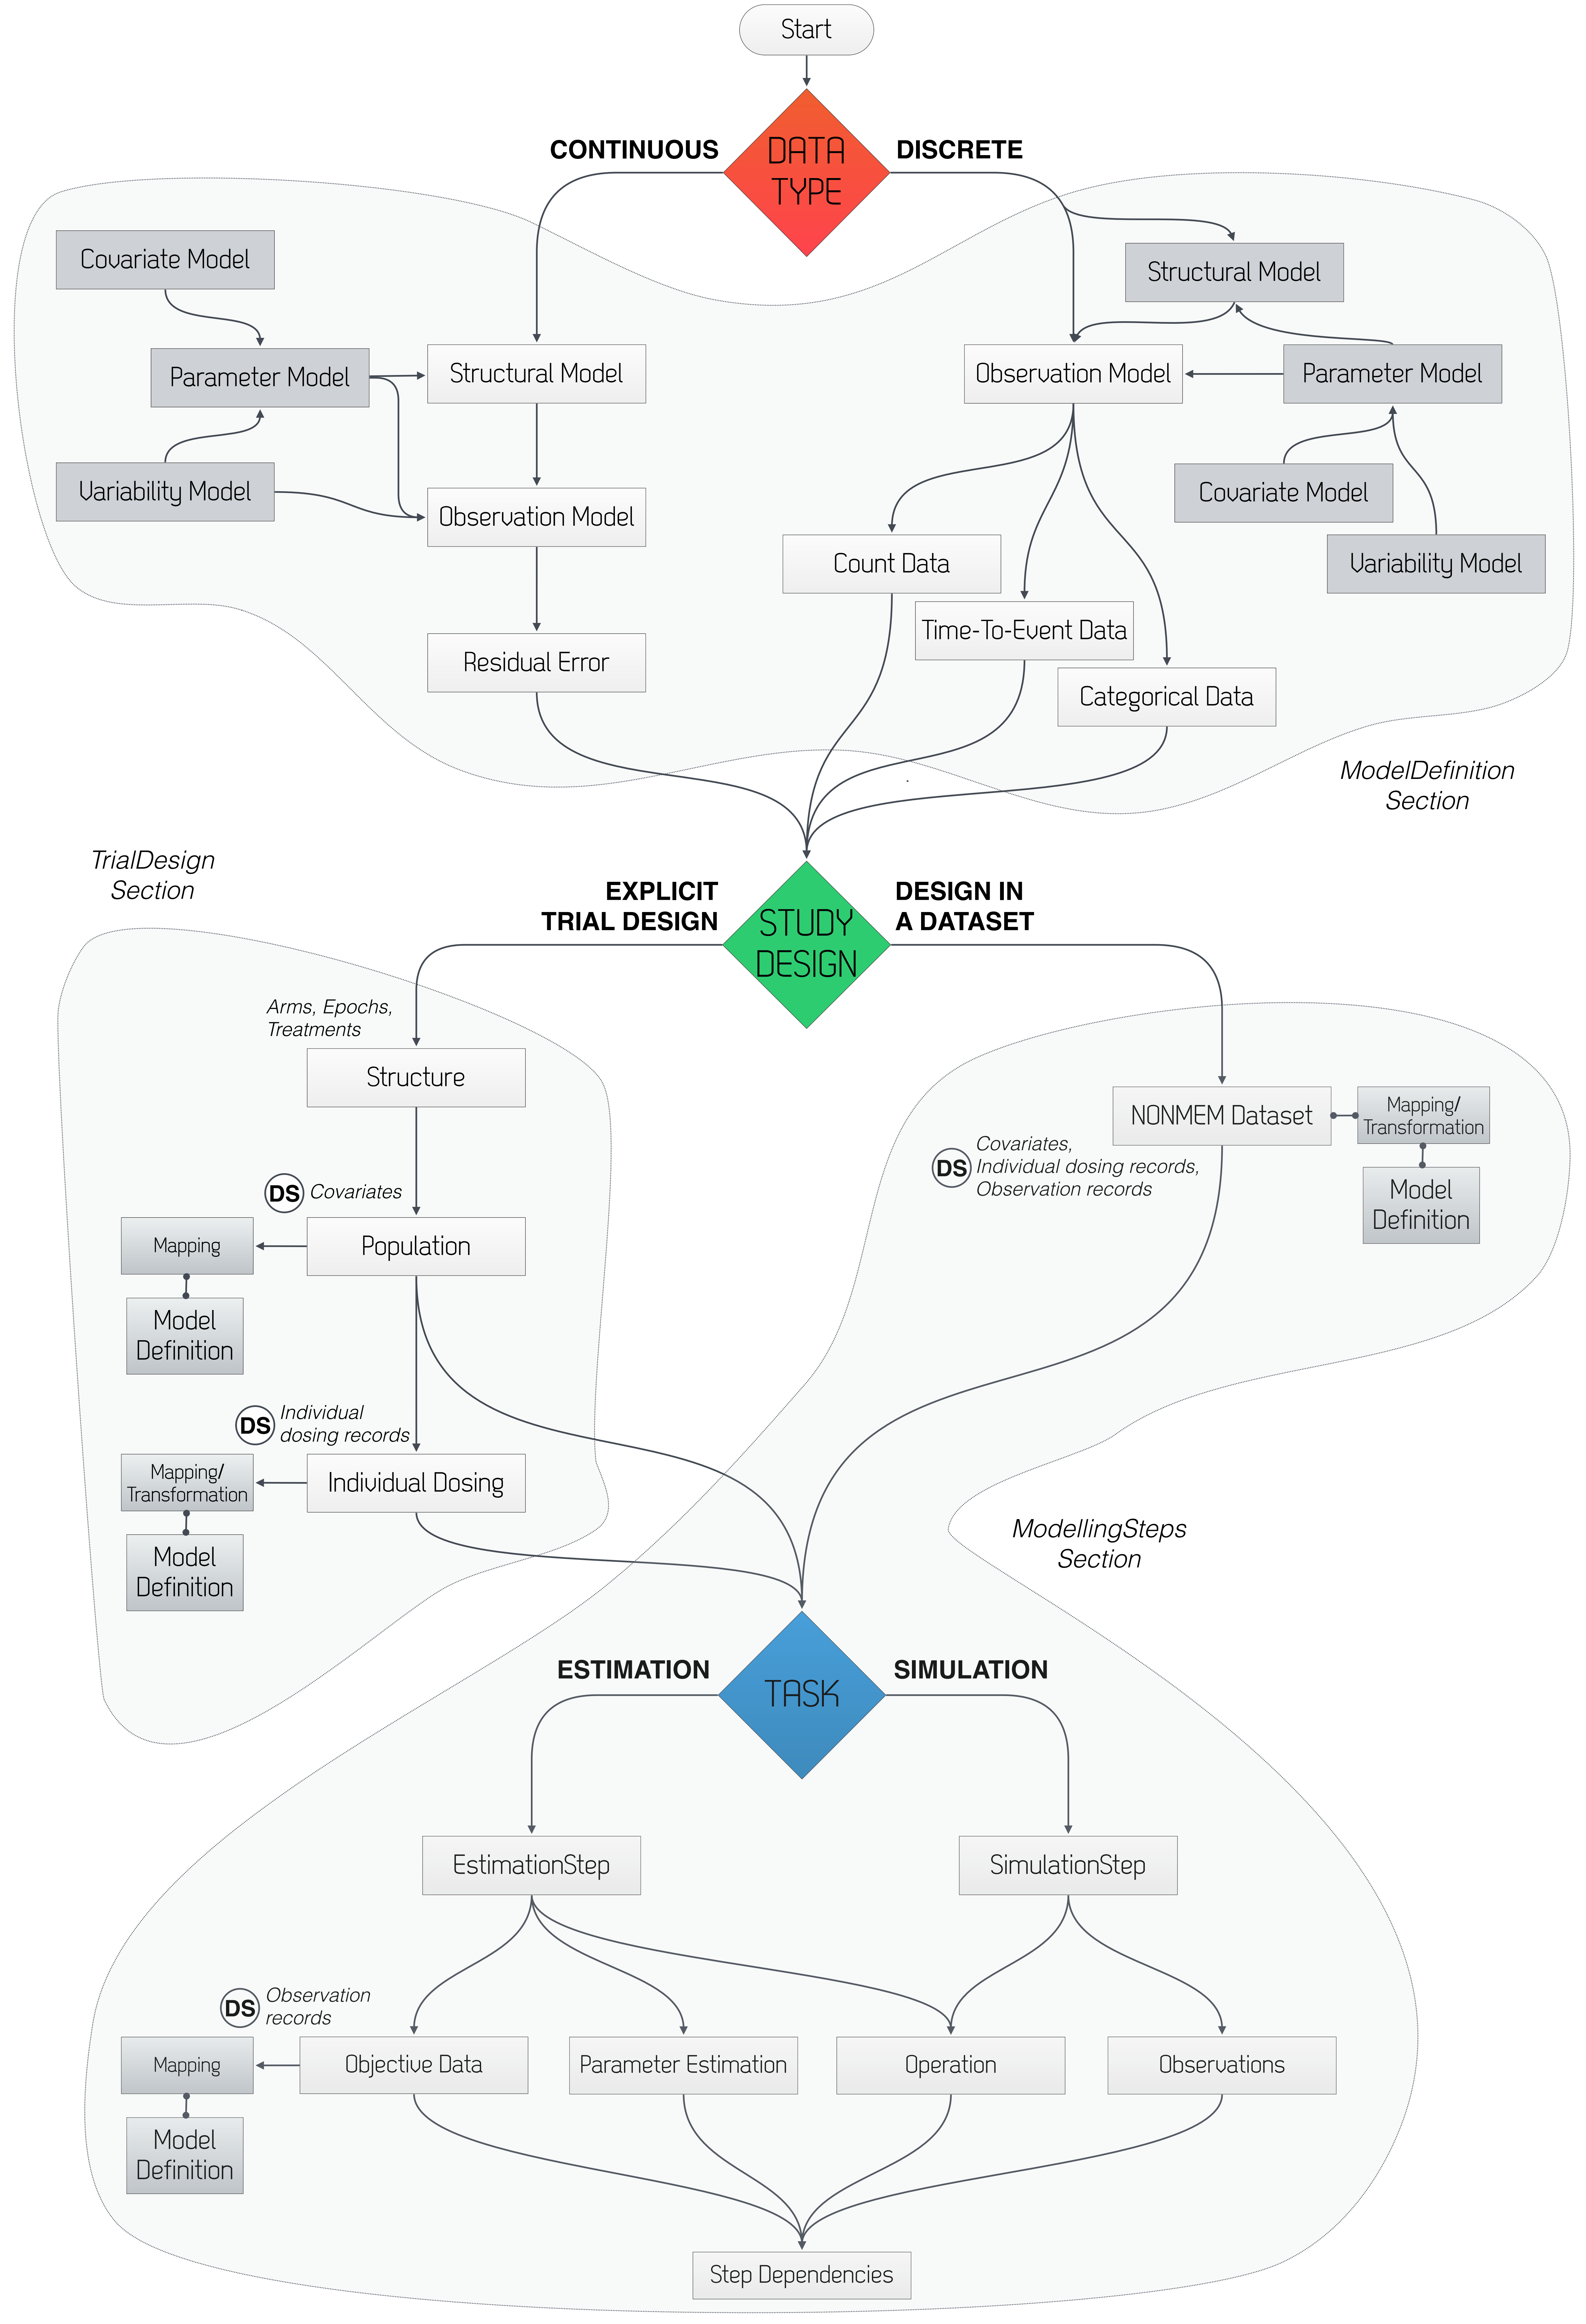 Start
DATA
TYPE
CONTINUOUS
DISCRETE
Covariate Model
Parameter Model
Variability Model
Structural Model
Observation Model
Residual Error
Structural Model
Observation Model
Parameter Model
Covariate Model
Variability Model
Count Data
Time-To-Event Data
Categorical Data
ModelDefinition
Section
TrialDesign
Section
EXPLICIT
TRIAL DESIGN
STUDY
DESIGN
DESIGN IN
A DATASET
Arms, Epochs,
Treatments
Structure
DS Covariates
Population
Mapping
Model
Definition
DS Individual
dosing records
Individual Dosing
Mapping/
Transformation
Model
Definition
NONMEM Dataset
Mapping/
Transformation
Model
Definition
Covariates,
DS Individual dosing records,
Observation records
ModellingSteps
Section
ESTIMATION
TASK
SIMULATION
EstimationStep
SimulationStep
DS Observation
records
Mapping
Model
Definition
Objective Data
Parameter Estimation
Operation
Observations
Step Dependencies